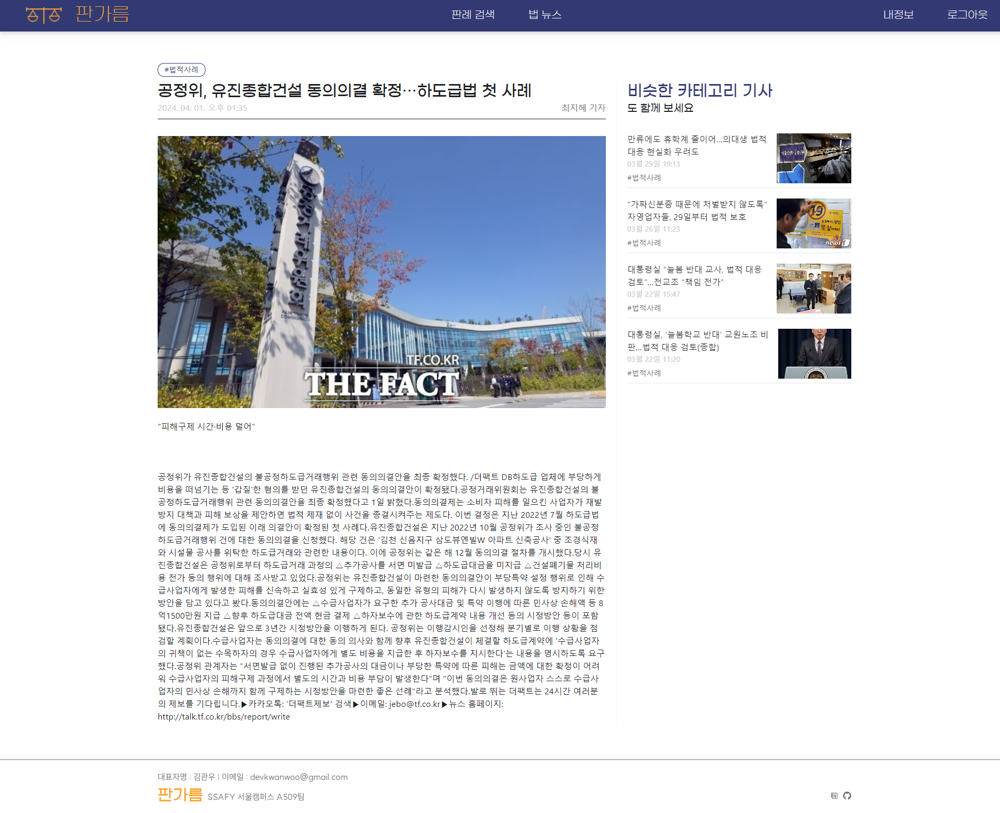 판가름
판례 검색
법 뉴스
내정보
로그아웃
#법적사례
공정위, 유진종합건설 동의의결 확정…하도급법 첫 사례
2024. 04. 01. 오후 01:35
최지혜 기자
공정거래위원회
FAIR TRADE
COMMISSION
TF.CO.KR
THE FACT
"피해구제 시간·비용 덜어"
공정위가 유진종합건설의 불공정하도급거래행위 관련 동의의결안을 최종 확정했다. /더팩트 DB하도급 업체에 부당하게
비용을 떠넘기는 등 '갑질'한 혐의를 받던 유진종합건설의 동의의결안이 확정됐다.공정거래위원회는 유진종합건설의 불
공정하도급거래행위 관련 동의의결안을 최종 확정했다고 1일 밝혔다.동의의결제는 소비자 피해를 일으킨 사업자가 재발
방지 대책과 피해 보상을 제안하면 법적 제재 없이 사건을 종결시켜주는 제도다. 이번 결정은 지난 2022년 7월 하도급법
에 동의의결제가 도입된 이래 의결안이 확정된 첫 사례다.유진종합건설은 지난 2022년 10월 공정위가 조사 중인 불공정
하도급거래행위 건에 대한 동의의결을 신청했다. 해당 건은 '김천 신음지구 삼도뷰엔빌W 아파트 신축공사' 중 조경식재
와 시설물 공사를 위탁한 하도급거래와 관련한 내용이다. 이에 공정위는 같은 해 12월 동의의결 절차를 개시했다.당시 유
진종합건설은 공정위로부터 하도급거래 과정의 △추가공사를 서면 미발급 △하도급대금을 미지급 △건설폐기물 처리비
용 전가 등의 행위에 대해 조사받고 있었다.공정위는 유진종합건설이 마련한 동의의결안이 부당특약 설정 행위로 인해 수
급사업자에게 발생한 피해를 신속하고 실효성 있게 구제하고, 동일한 유형의 피해가 다시 발생하지 않도록 방지하기 위한
방안을 담고 있다고 봤다.동의의결안에는 △수급사업자가 요구한 추가 공사대금 및 특약 이행에 따른 민사상 손해액 등 8
억1500만원 지급 △향후 하도급대금 전액 현금 결제 △하자보수에 관한 하도급계약 내용 개선 등의 시정방안 등이 포함
됐다.유진종합건설은 앞으로 3년간 시정방안을 이행하게 된다. 공정위는 이행감시인을 선정해 분기별로 이행 상황을 점
검할 계획이다.수급사업자는 동의의결에 대한 동의 의사와 함께 향후 유진종합건설이 체결할 하도급계약에 '수급사업자
의 귀책이 없는 수목하자의 경우 수급사업자에게 별도 비용을 지급한 후 하자보수를 지시한다'는 내용을 명시하도록 요구
했다.공정위 관계자는 "서면발급 없이 진행된 추가공사의 대금이나 부당한 특약에 따른 피해는 금액에 대한 확정이 어려
워 수급사업자의 피해구제 과정에서 별도의 시간과 비용 부담이 발생한다"며 "이번 동의의결은 원사업자 스스로 수급사
업자의 민사상 손해까지 함께 구제하는 시정방안을 마련한 좋은 선례"라고 분석했다.발로 뛰는 더팩트는 24시간 여러분
의 제보를 기다립니다.▶카카오톡: '더팩트제보' 검색▶이메일: jebo@tf.co.kr▶뉴스 홈페이지:
http://talk.tf.co.kr/bbs/report/write
비슷한 카테고리 기사
도 함께 보세요
만류에도 휴학계 줄이어…의대생 법적
대응 현실화 우려도
03월 29일 19:13
#법적사례
"가짜신분증 때문에 처벌받지 않도록"
자영업자들, 29일부터 법적 보호
03월 26일 11:23
#법적사례
19
news1
대통령실 “늘봄 반대 교사, 법적 대응
검토”…전교조 “책임 전가”
03월 22일 15:47
#법적사례
대통령실, '늘봄학교 반대' 교원노조 비
판…법적 대응 검토(종합)
03월 22일 11:20
#법적사례
대표자명 : 김관우 | 이메일 : devkwanwoo@gmail.com
판가름 SSAFY 서울캠퍼스 A509팀